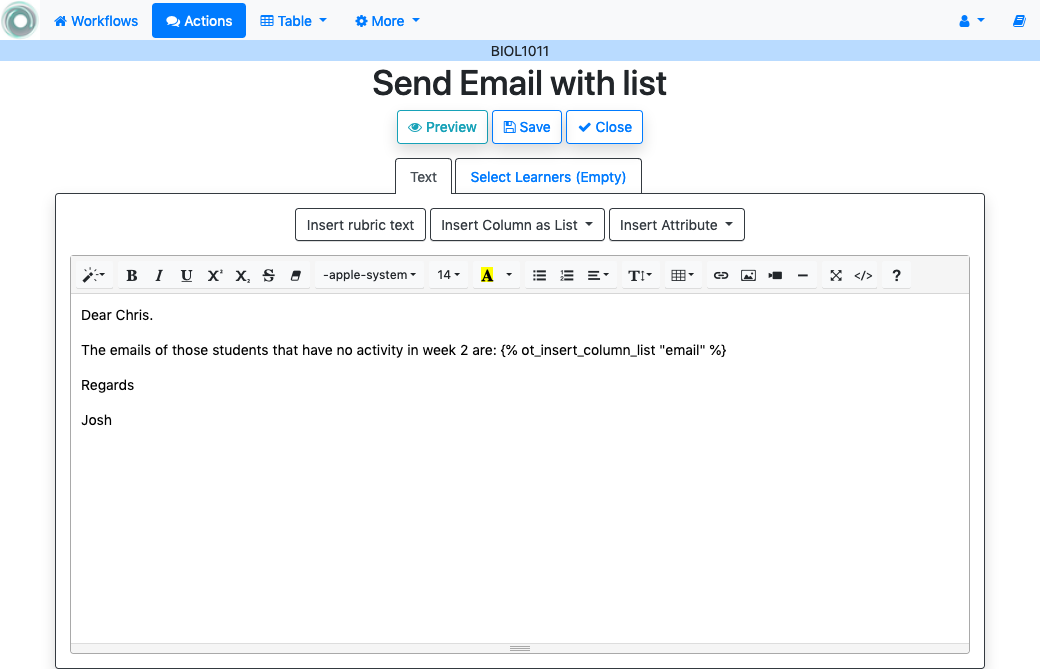 Workflows Actions Table More
BIOL1011
Send Email with list
Preview Save Close
Text Select Learners (Empty)
Insert rubric text Insert Column as List Insert Attribute
B I U X² X₂ S -apple-system 14 A T </> ?
Dear Chris.
The emails of those students that have no activity in week 2 are: {% ot_insert_column_list "email" %}
Regards
Josh